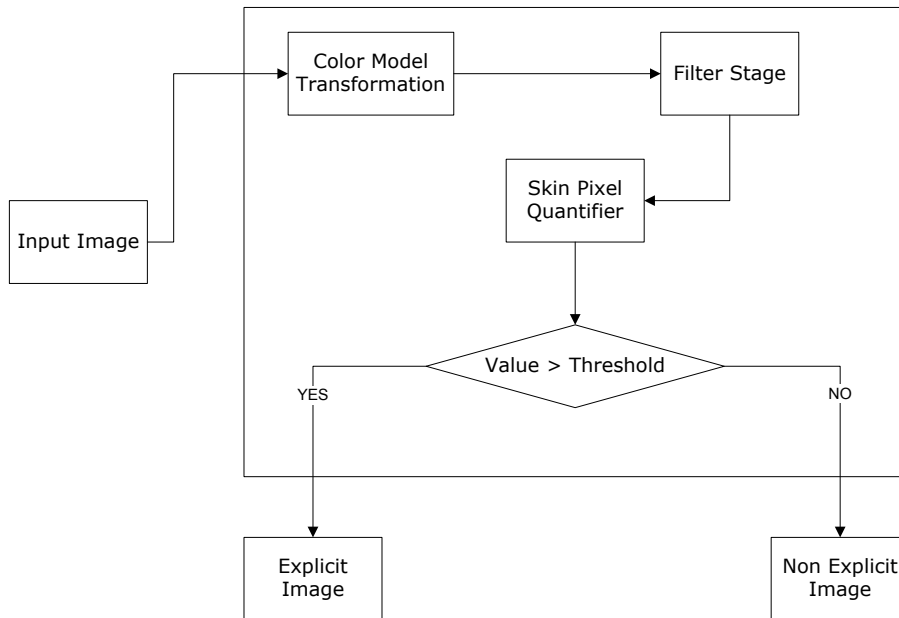 Color Model
Transformation
Filter Stage
Skin Pixel
Quantifier
Input Image
Value > Threshold
YES
NO
Explicit
Image
Non Explicit
Image